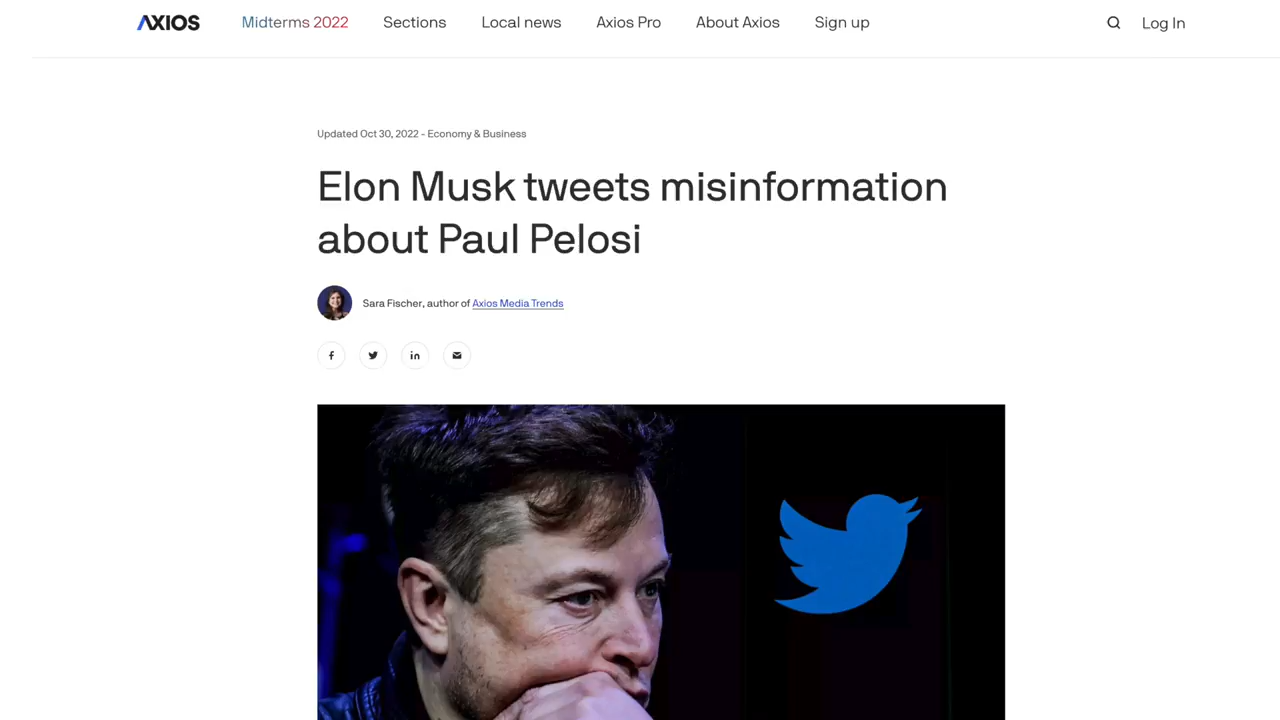 AXIOS Midterms 2022 Sections Local news Axios Pro About Axios Sign up Log In
Updated Oct 30, 2022 - Economy & Business
Elon Musk tweets misinformation
about Paul Pelosi
Sara Fischer, author of Axios Media Trends